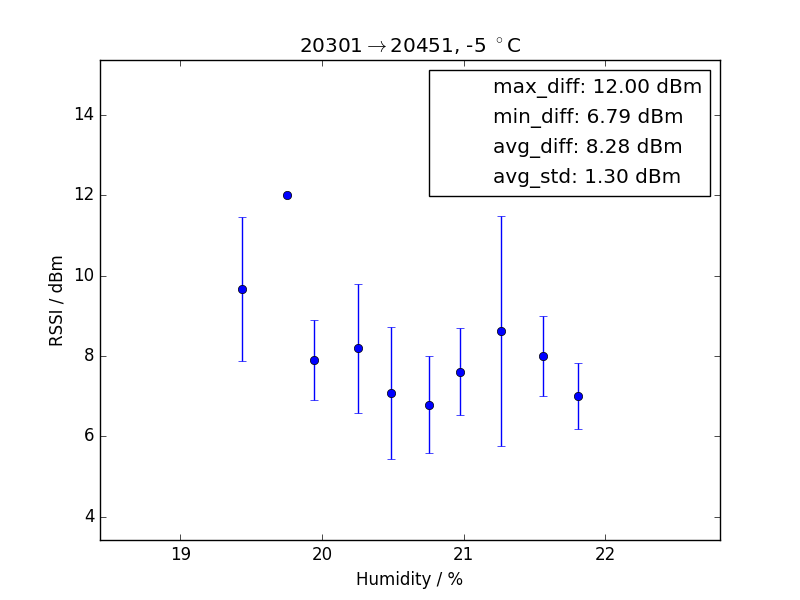 20301→20451, -5 °C
max_diff: 12.00 dBm
min_diff: 6.79 dBm
avg_diff: 8.28 dBm
avg_std: 1.30 dBm
RSSI / dBm
14
12
10
8
6
4
19 20 21 22
Humidity / %